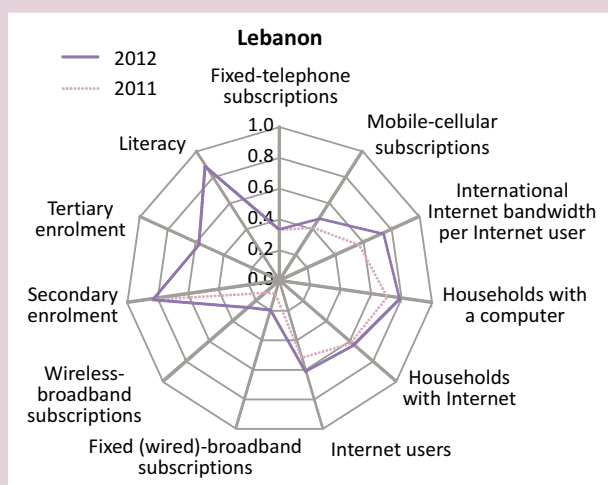 Lebanon
2012
2011
Fixed-telephone
subscriptions
Mobile-cellular
subscriptions
International
Internet bandwidth
per Internet user
Households with
a computer
Households
with Internet
Internet users
Fixed (wired)-broadband
subscriptions
Wireless-
broadband
subscriptions
Secondary
enrolment
Tertiary
enrolment
Literacy
1.0
0.8
0.6
0.4
0.2
0.0